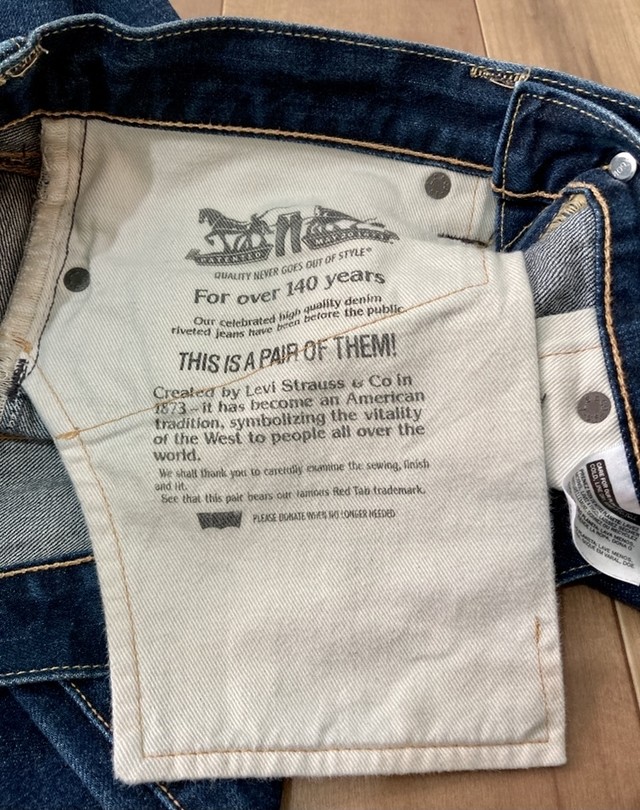 PATENTED
QUALITY NEVER GOES OUT OF STYLE®
For over 140 years
Our celebrated high quality denim
riveted jeans have been before the public
THIS IS A PAIR OF THEM!
Created by Levi Strauss & Co in
1873 - it has become an American
tradition, symbolizing the vitality
of the West to people all over the
world.
We shall thank you to carefully examine the sewing, finish
and fit.
See that this pair bears our famous Red Tab trademark.
PLEASE DONATE WHEN NO LONGER NEEDED
CARE FOR OUR